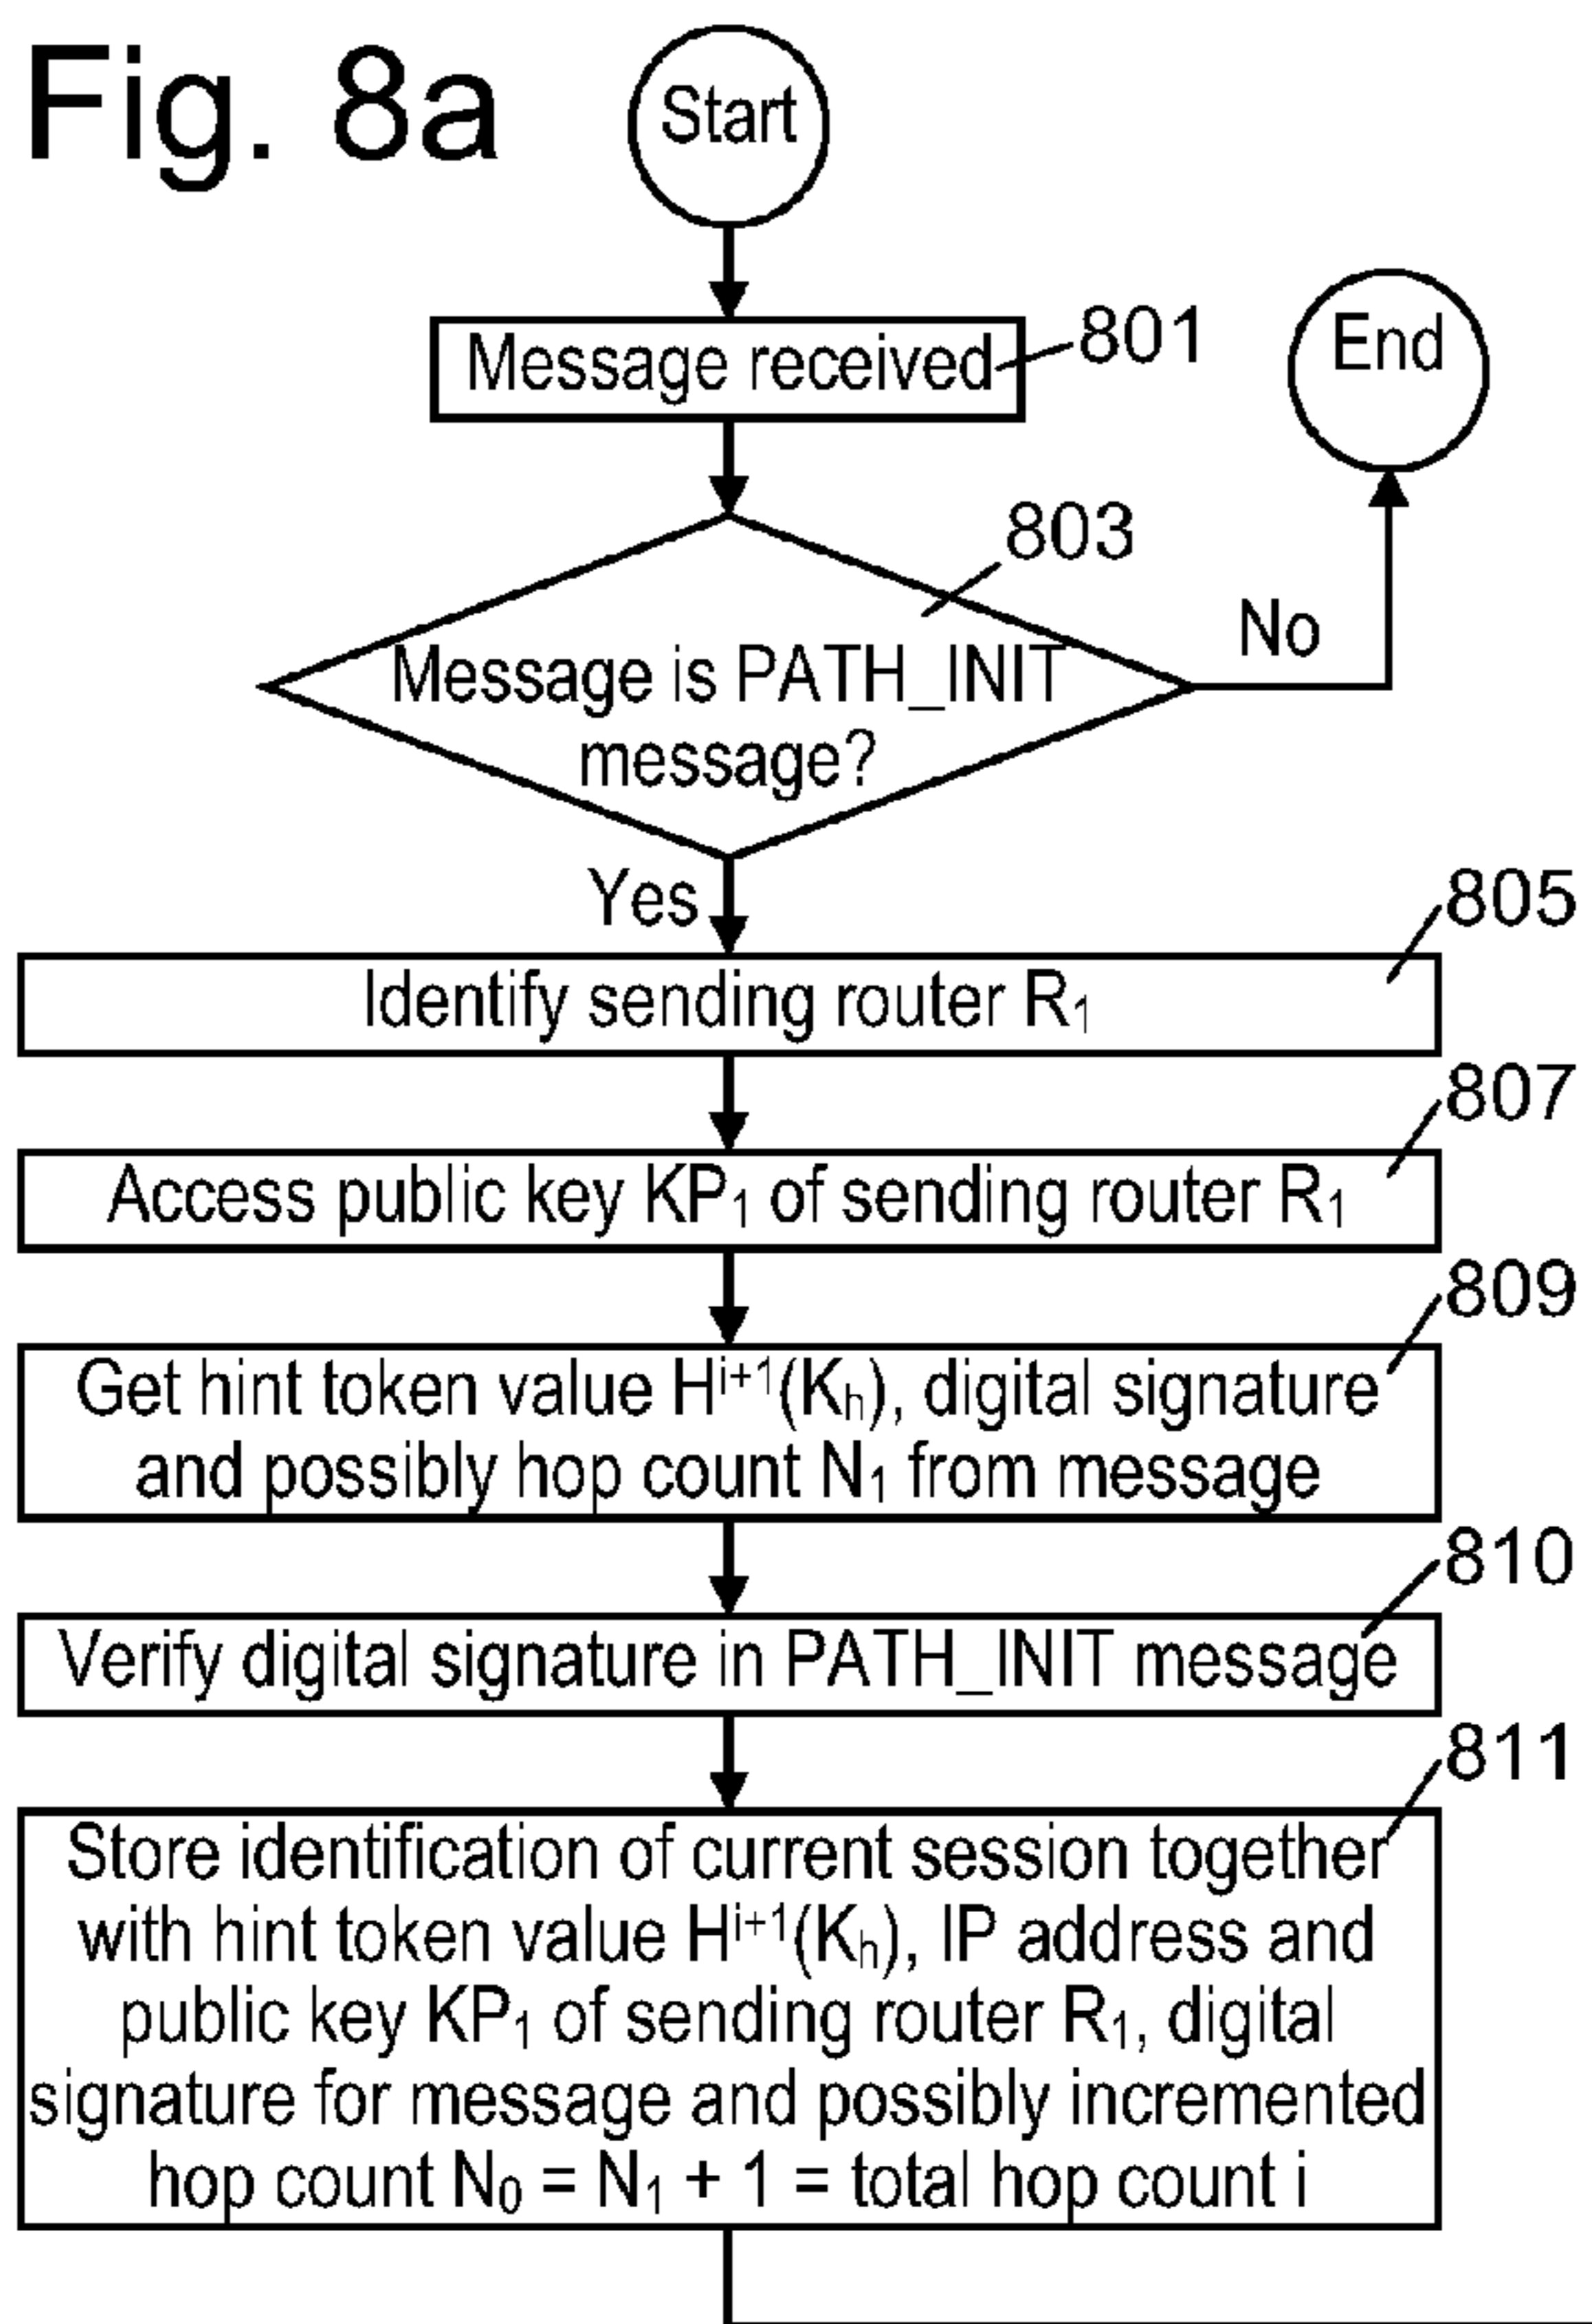 Fig. 8a
Start
Message received
801
End
803
Message is PATH_INIT
message?
No
Yes
805
Identify sending router R₁
807
Access public key KP₁ of sending router R₁
809
Get hint token value Hⁱ⁺¹(Kₕ), digital signature
and possibly hop count N₁ from message
810
Verify digital signature in PATH_INIT message
811
Store identification of current session together
with hint token value Hⁱ⁺¹(Kₕ), IP address and
public key KP₁ of sending router R₁, digital
signature for message and possibly incremented
hop count N₀ = N₁ + 1 = total hop count i